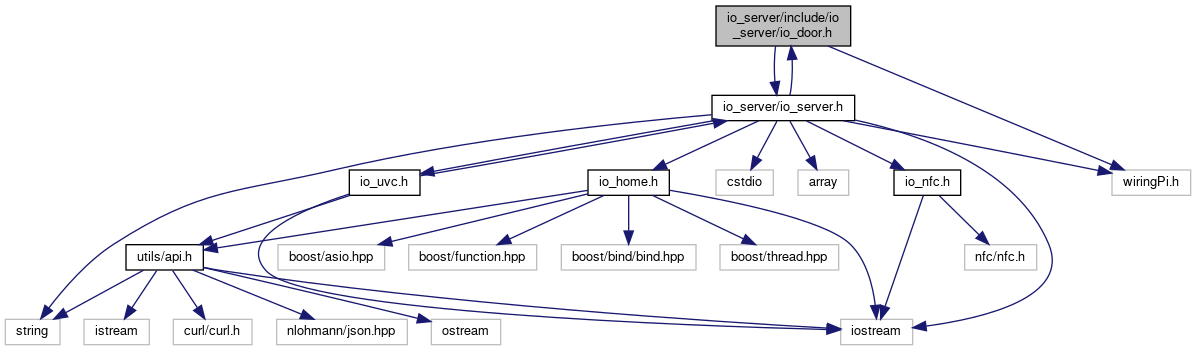 io_server/include/io
_server/io_door.h
io_server/io_server.h
io_uvc.h
io_home.h
cstdio
array
io_nfc.h
wiringPi.h
utils/api.h
boost/asio.hpp
boost/function.hpp
boost/bind/bind.hpp
boost/thread.hpp
nfc/nfc.h
string
istream
curl/curl.h
nlohmann/json.hpp
ostream
iostream